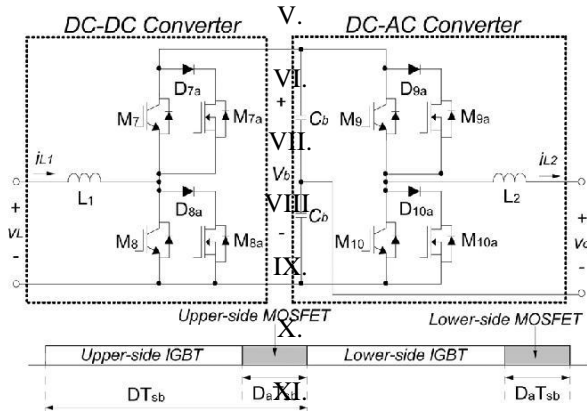 DC-DC Converter
V.
DC-AC Converter
D7a
VI.
D9a
+
M7
M7a
Cb
M9
M9a
VII.
iL1
Vb
iL2
L1
L2
D8a
VIII.
Cb
D10a
+
vL
-
M8
M8a
-
M10
M10a
+
-
IX.
Upper-side MOSFET
X.
Lower-side MOSFET
Upper-side IGBT
Lower-side IGBT
XI.
DaTsb
DTsb